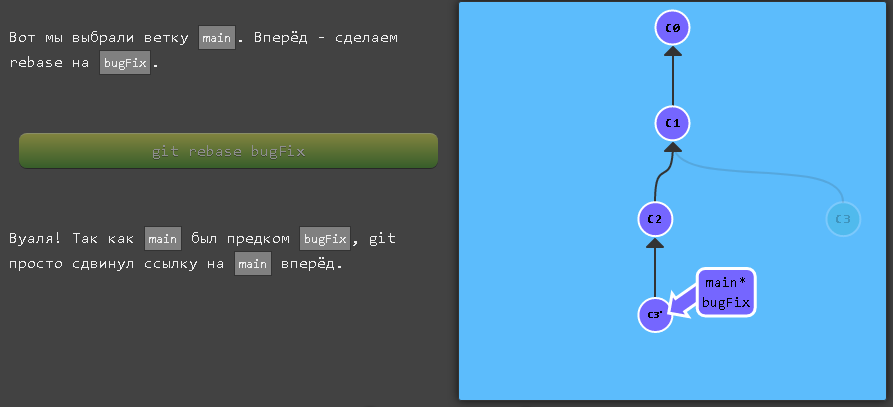 Вот мы выбрали ветку main. Вперёд - сделаем
rebase на bugFix.
git rebase bugFix
Вуаля! Так как main был предком bugFix, git
просто сдвинул ссылку на main вперёд.
C0
C1
C2
C3
C3'
main*
bugFix